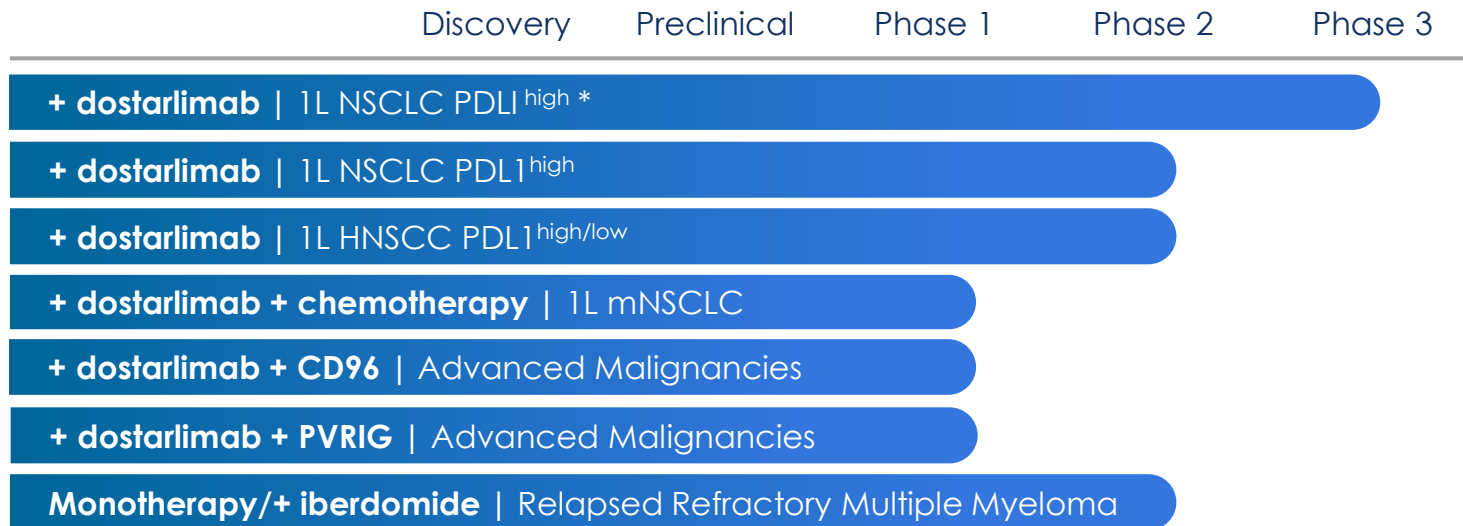 Discovery Preclinical Phase 1 Phase 2 Phase 3
+ dostarlimab | 1L NSCLC PDLI high *
+ dostarlimab | 1L NSCLC PDL1high
+ dostarlimab | 1L HNSCC PDL1high/low
+ dostarlimab + chemotherapy | 1L mNSCLC
+ dostarlimab + CD96 | Advanced Malignancies
+ dostarlimab + PVRIG | Advanced Malignancies
Monotherapy/+ iberdomide | Relapsed Refractory Multiple Myeloma